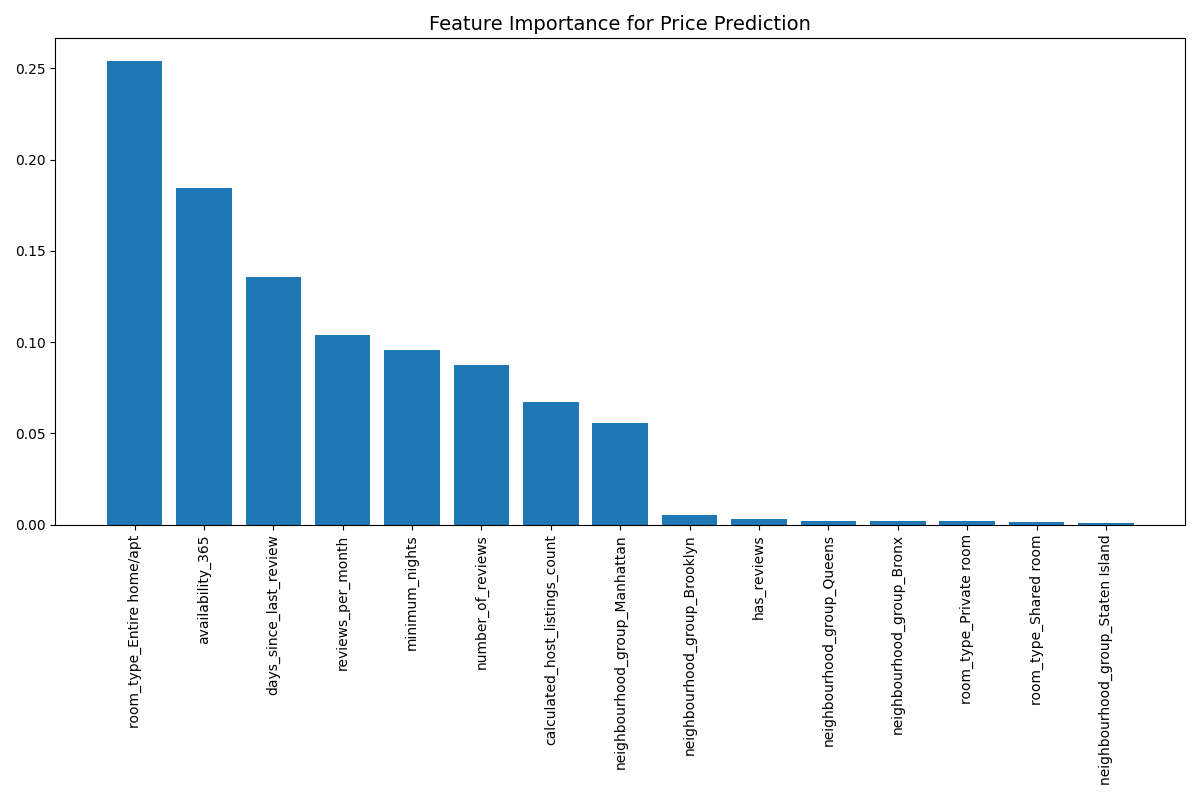 Feature Importance for Price Prediction
0.25
0.20
0.15
0.10
0.05
0.00
room_type_Entire home/apt
availability_365
days_since_last_review
reviews_per_month
minimum_nights
number_of_reviews
calculated_host_listings_count
neighbourhood_group_Manhattan
neighbourhood_group_Brooklyn
has_reviews
neighbourhood_group_Queens
neighbourhood_group_Bronx
room_type_Private room
room_type_Shared room
neighbourhood_group_Staten Island